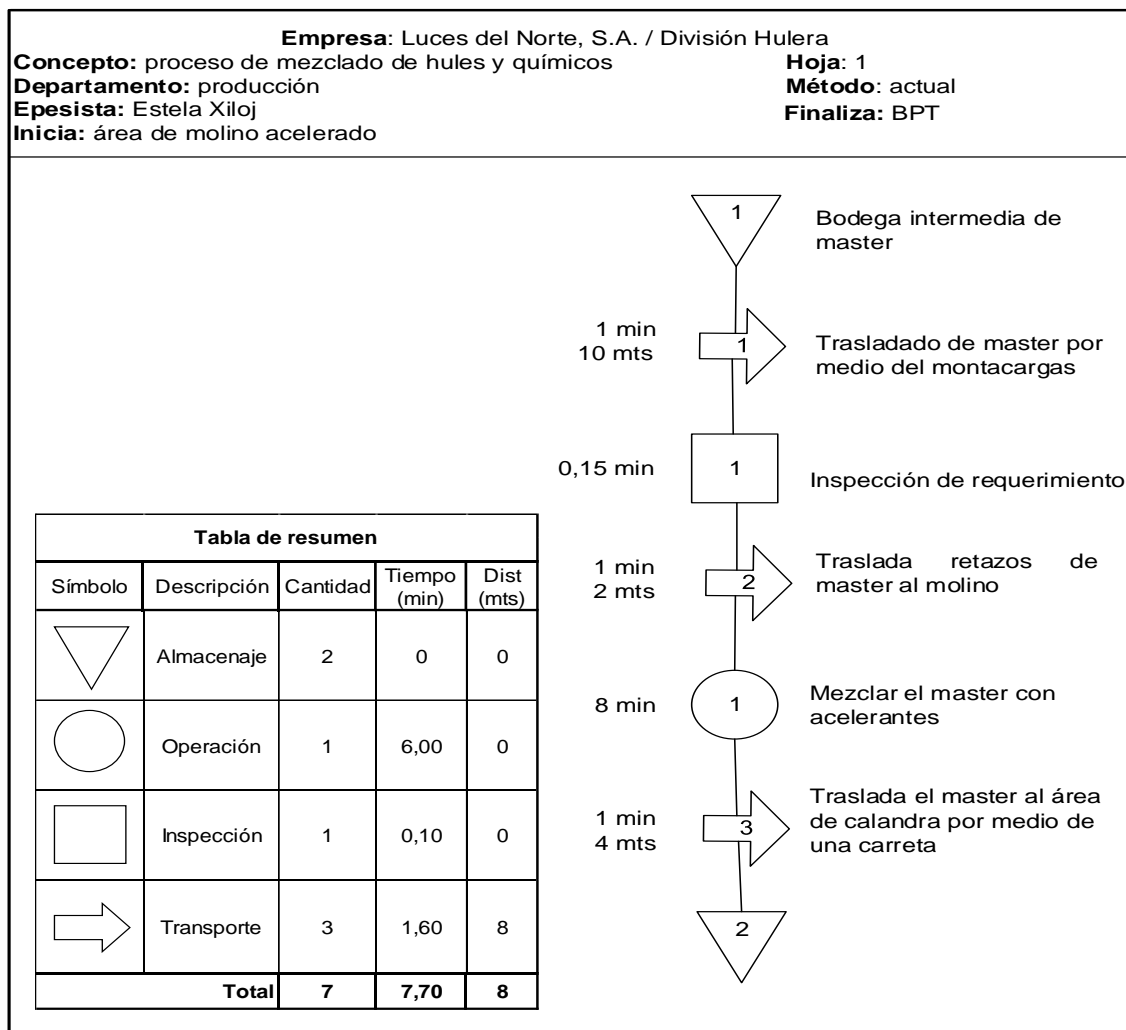 Empresa: Luces del Norte, S.A. / División Hulera
Concepto: proceso de mezclado de hules y químicos
Hoja: 1
Departamento: producción
Método: actual
Epesista: Estela Xiloj
Finaliza: BPT
Inicia: área de molino acelerado
1
Bodega intermedia de
master
1 min
10 mts
1
Trasladado de master por
medio del montacargas
0,15 min
1
Inspección de requerimiento
1 min
2 mts
2
Traslada retazos de
master al molino
8 min
1
Mezclar el master con
acelerantes
1 min
4 mts
3
Traslada el master al área
de calandra por medio de
una carreta
2
Tabla de resumen
Símbolo Descripción Cantidad Tiempo (min) Dist (mts)
Almacenaje 2 0 0
Operación 1 6,00 0
Inspección 1 0,10 0
Transporte 3 1,60 8
Total 7 7,70 8